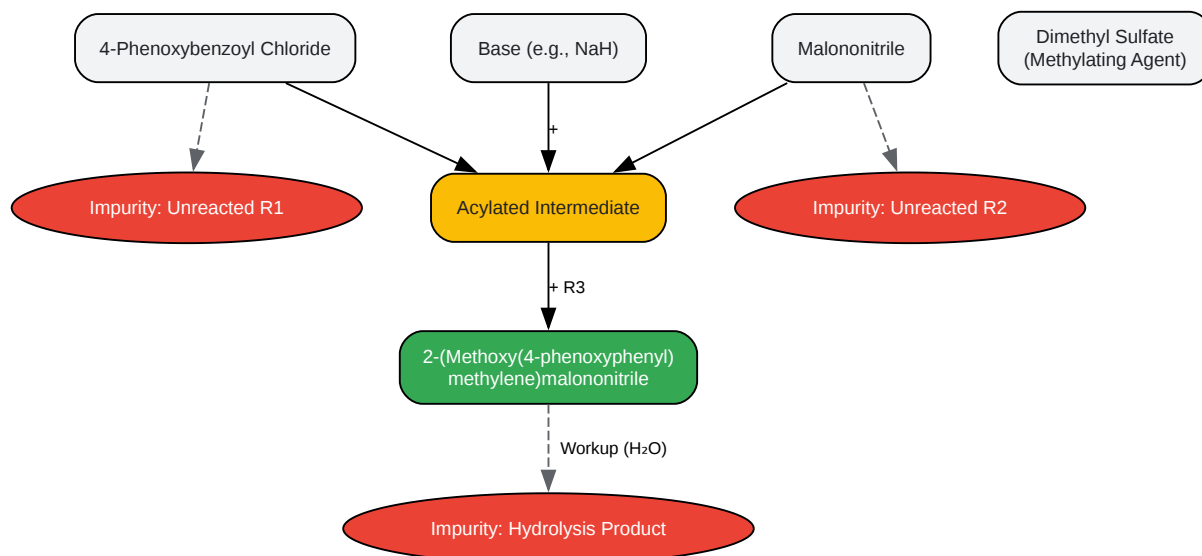 4-Phenoxybenzoyl Chloride
Base (e.g., NaH)
Malononitrile
Dimethyl Sulfate
(Methylating Agent)
+
Impurity: Unreacted R1
Acylated Intermediate
Impurity: Unreacted R2
+ R3
2-(Methoxy(4-phenoxyphenyl)
methylene)malononitrile
Workup (H₂O)
Impurity: Hydrolysis Product